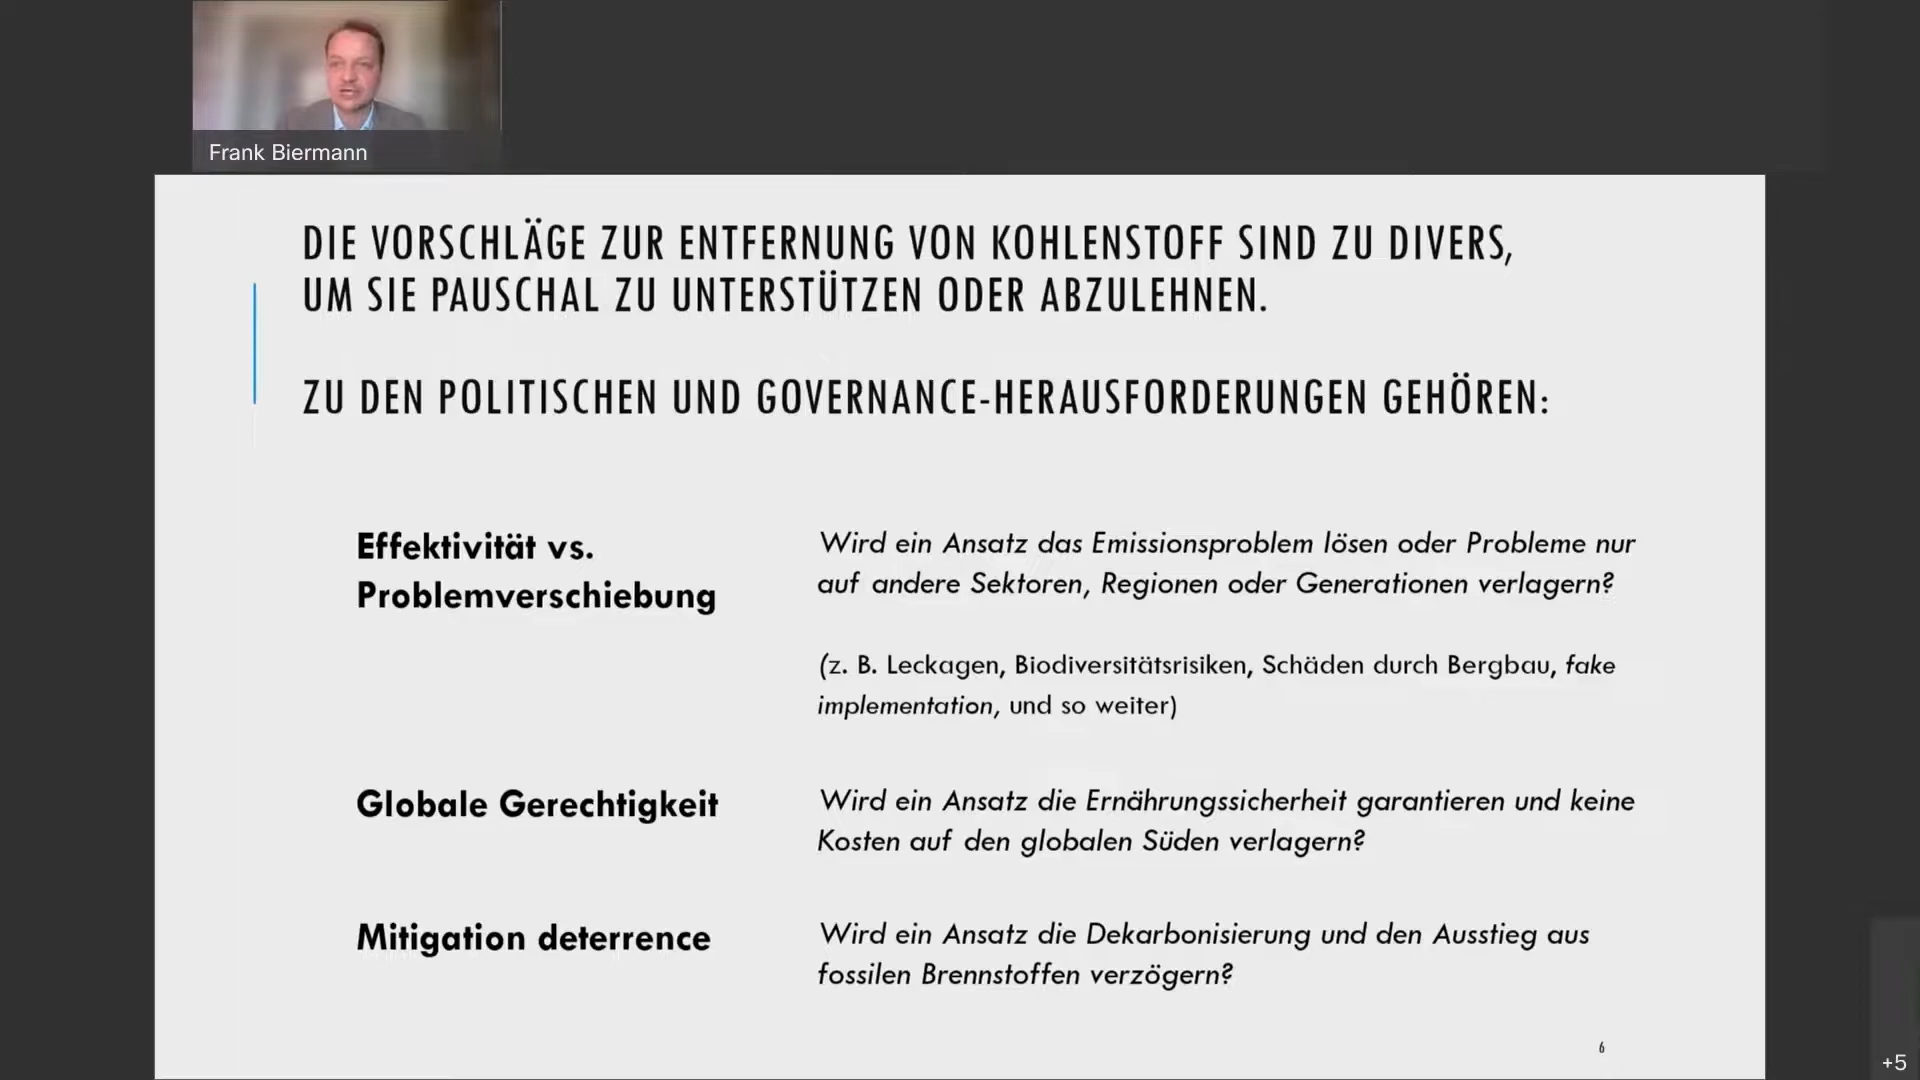 Frank Biermann
DIE VORSCHLÄGE ZUR ENTFERNUNG VON KOHLENSTOFF SIND ZU DIVERS,
UM SIE PAUSCHAL ZU UNTERSTÜTZEN ODER ABZULEHNEN.
ZU DEN POLITISCHEN UND GOVERNANCE-HERAUSFORDERUNGEN GEHÖREN:
Effektivität vs.
Problemverschiebung
Wird ein Ansatz das Emissionsproblem lösen oder Probleme nur
auf andere Sektoren, Regionen oder Generationen verlagern?
(z. B. Leckagen, Biodiversitätsrisiken, Schäden durch Bergbau, fake
implementation, und so weiter)
Globale Gerechtigkeit
Wird ein Ansatz die Ernährungssicherheit garantieren und keine
Kosten auf den globalen Süden verlagern?
Mitigation deterrence
Wird ein Ansatz die Dekarbonisierung und den Ausstieg aus
fossilen Brennstoffen verzögern?
6
+5